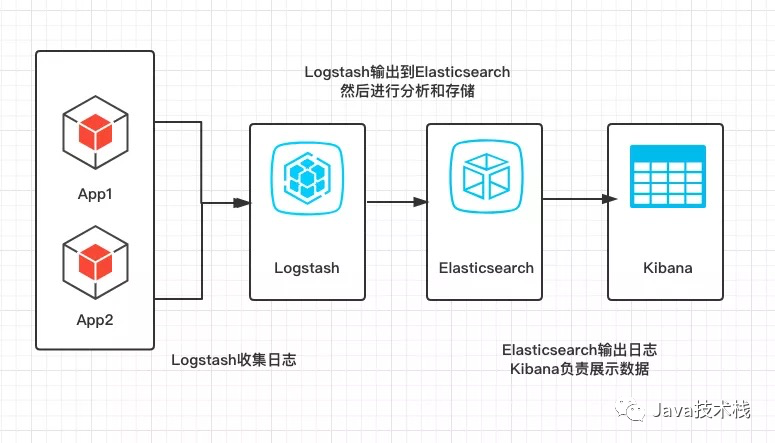 Logstash输出到Elasticsearch
然后进行分析和存储
App1
App2
Logstash
Elasticsearch
Kibana
Logstash收集日志
Elasticsearch输出日志
Kibana负责展示数据
Java技术栈